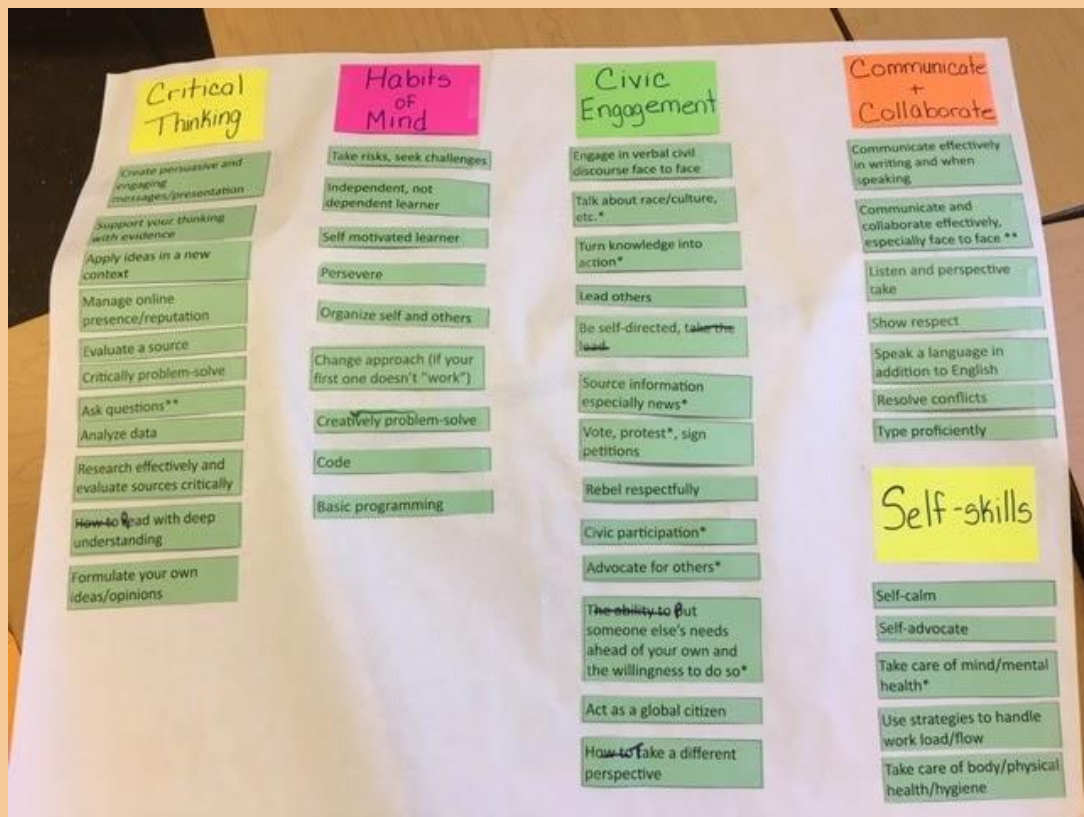 Critical
Thinking
Create persuasive and
engaging
messages/presentation
Support your thinking
with evidence
Apply ideas in a new
context
Manage online
presence/reputation
Evaluate a source
Critically problem-solve
Ask questions**
Analyze data
Research effectively and
evaluate sources critically
How to Read with deep
understanding
Formulate your own
ideas/opinions
Habits
OF
Mind
Take risks, seek challenges
Independent, not
dependent learner
Self motivated learner
Persevere
Organize self and others
Change approach (if your
first one doesn't "work")
Creatively problem-solve
Code
Basic programming
Civic
Engagement
Engage in verbal civil
discourse face to face
Talk about race/culture,
etc.*
Turn knowledge into
action*
Lead others
Be self-directed, take the
lead
Source information
especially news*
Vote, protest*, sign
petitions
Rebel respectfully
Civic participation*
Advocate for others*
The ability to Put
someone else's needs
ahead of your own and
the willingness to do so*
Act as a global citizen
How to Take a different
perspective
Communicate
+
Collaborate
Communicate effectively
in writing and when
speaking
Communicate and
collaborate effectively,
especially face to face **
Listen and perspective
take
Show respect
Speak a language in
addition to English
Resolve conflicts
Type proficiently
Self-skills
Self-calm
Self-advocate
Take care of mind/mental
health*
Use strategies to handle
work load/flow
Take care of body/physical
health/hygiene